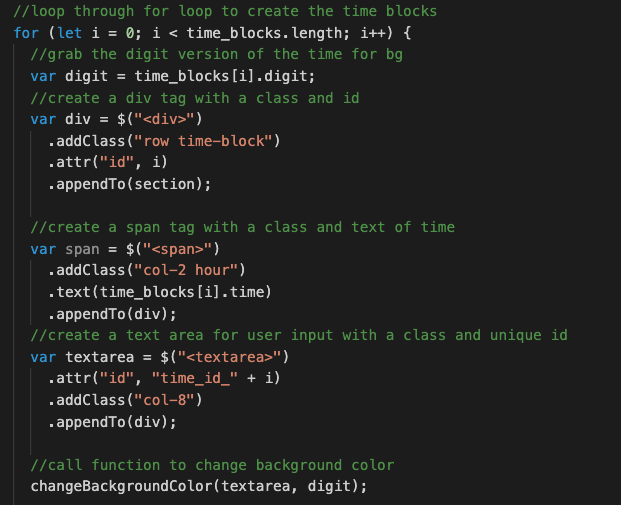 //loop through for loop to create the time blocks
for (let i = 0; i < time_blocks.length; i++) {
//grab the digit version of the time for bg
var digit = time_blocks[i].digit;
//create a div tag with a class and id
var div = $("<div>")
.addClass("row time-block")
.attr("id", i)
.appendTo(section);
//create a span tag with a class and text of time
var span = $("<span>")
.addClass("col-2 hour")
.text(time_blocks[i].time)
.appendTo(div);
//create a text area for user input with a class and unique id
var textarea = $("<textarea>")
.attr("id", "time_id_" + i)
.addClass("col-8")
.appendTo(div);
//call function to change background color
changeBackgroundColor(textarea, digit);